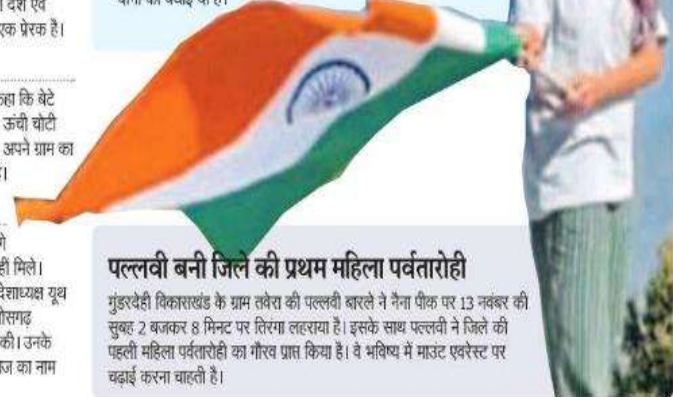 देश एवं
एक प्रेरक है।
कहा कि बेटे
ऊंची चोटी
अपने ग्राम का
हीं मिले।
देशाध्यक्ष यूथ
की। उनके
का नाम
पल्लवी बनी जिले की प्रथम महिला पर्वतारोही
गुंडरदेही विकासखंड के ग्राम तवेरा की पल्लवी बारले ने नैना पीक पर 13 नवंबर की
सुबह 2 बजकर 8 मिनट पर तिरंगा लहराया है। इसके साथ पल्लवी ने जिले की
पहली महिला पर्वतारोही का गौरव प्राप्त किया है। वे भविष्य में माउंट एवरेस्ट पर
चढ़ाई करना चाहती है।